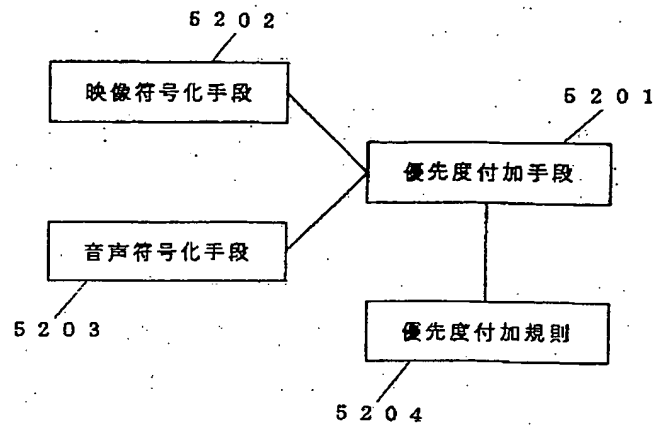 ５２０２
映像符号化手段
５２０１
優先度付加手段
音声符号化手段
５２０３
優先度付加規則
５２０４